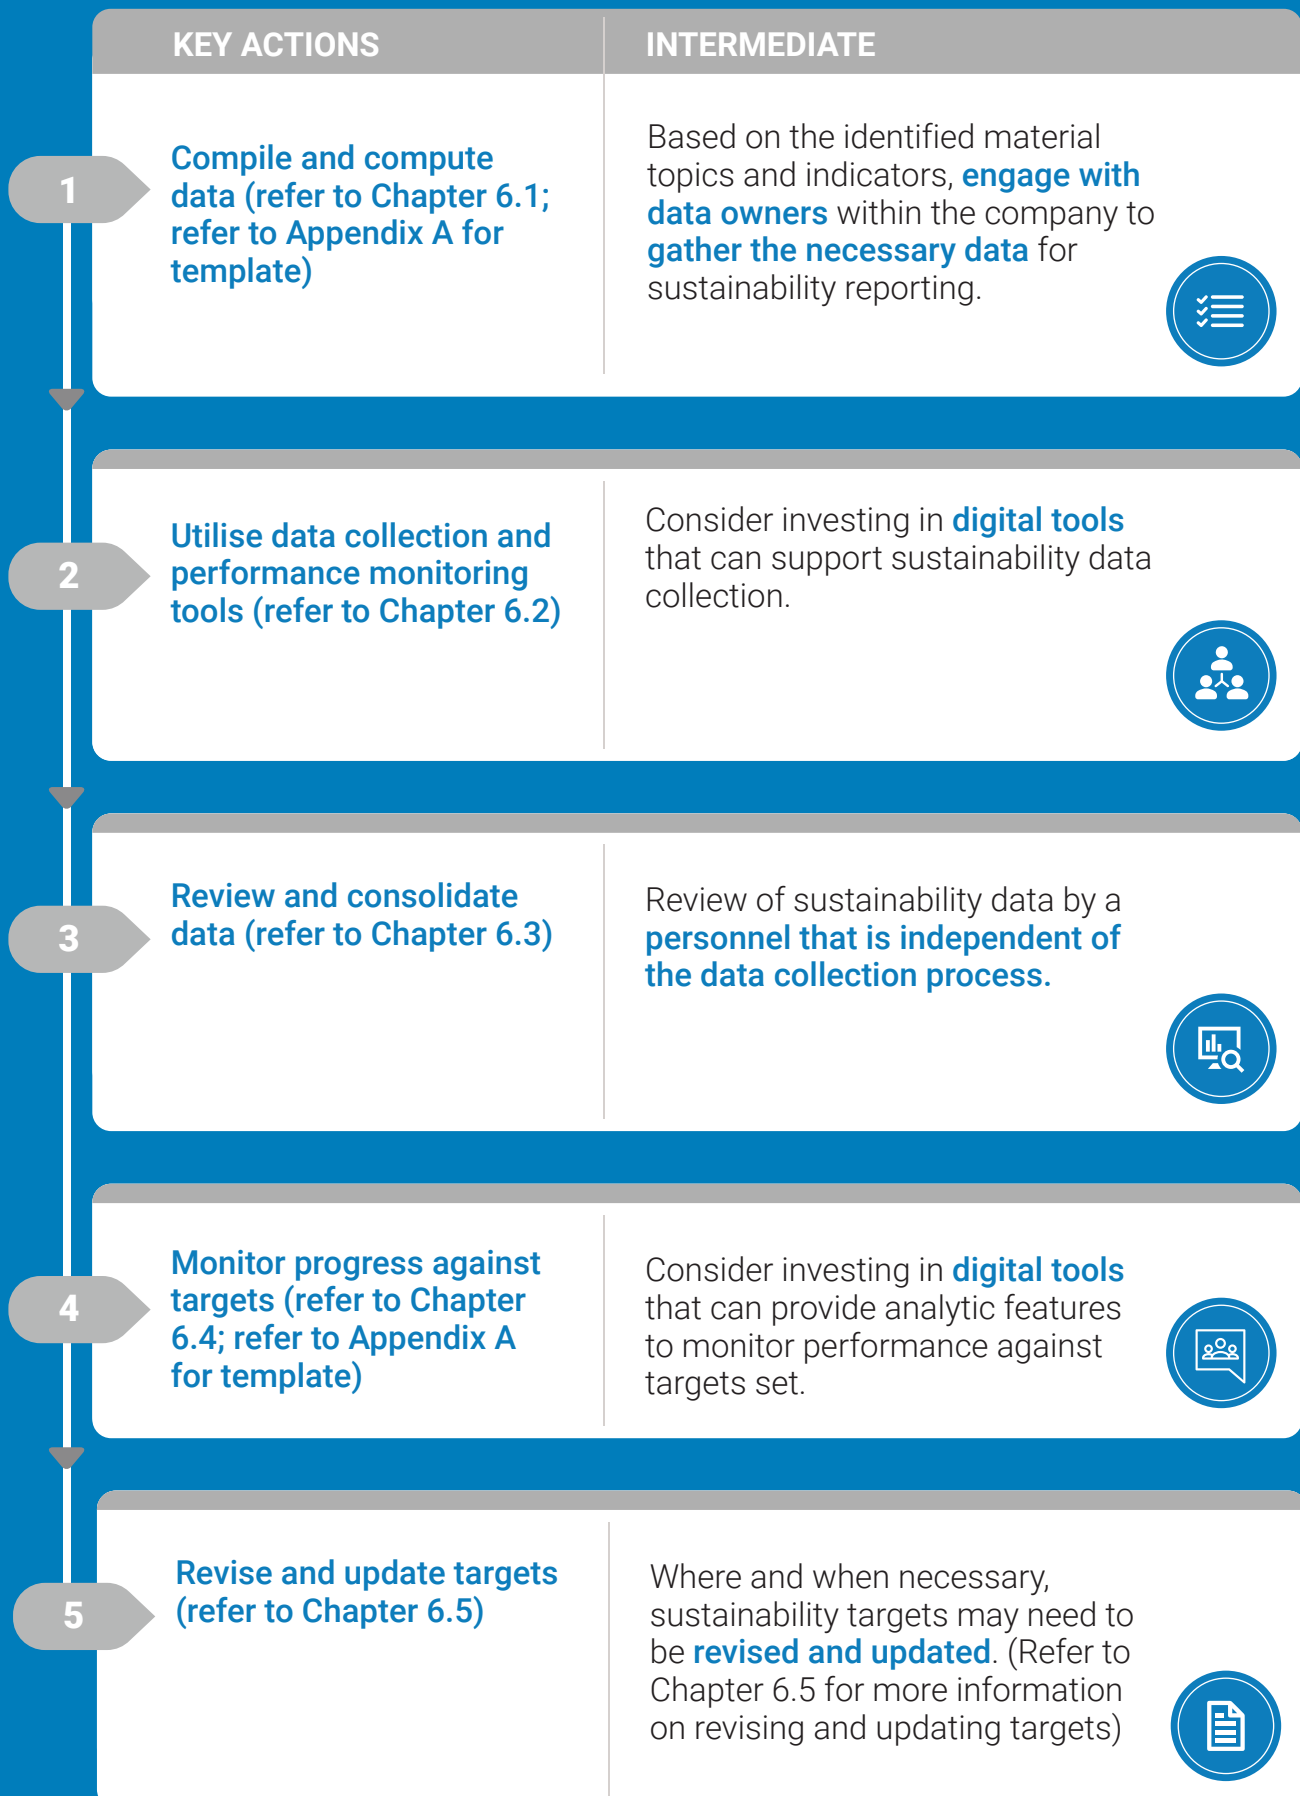 KEY ACTIONS
INTERMEDIATE
1
Compile and compute
data (refer to Chapter 6.1;
refer to Appendix A for
template)
Based on the identified material
topics and indicators, engage with
data owners within the company to
gather the necessary data for
sustainability reporting.
2
Utilise data collection and
performance monitoring
tools (refer to Chapter 6.2)
Consider investing in digital tools
that can support sustainability data
collection.
3
Review and consolidate
data (refer to Chapter 6.3)
Review of sustainability data by a
personnel that is independent of
the data collection process.
4
Monitor progress against
targets (refer to Chapter
6.4; refer to Appendix A
for template)
Consider investing in digital tools
that can provide analytic features
to monitor performance against
targets set.
5
Revise and update targets
(refer to Chapter 6.5)
Where and when necessary,
sustainability targets may need to
be revised and updated. (Refer to
Chapter 6.5 for more information
on revising and updating targets)